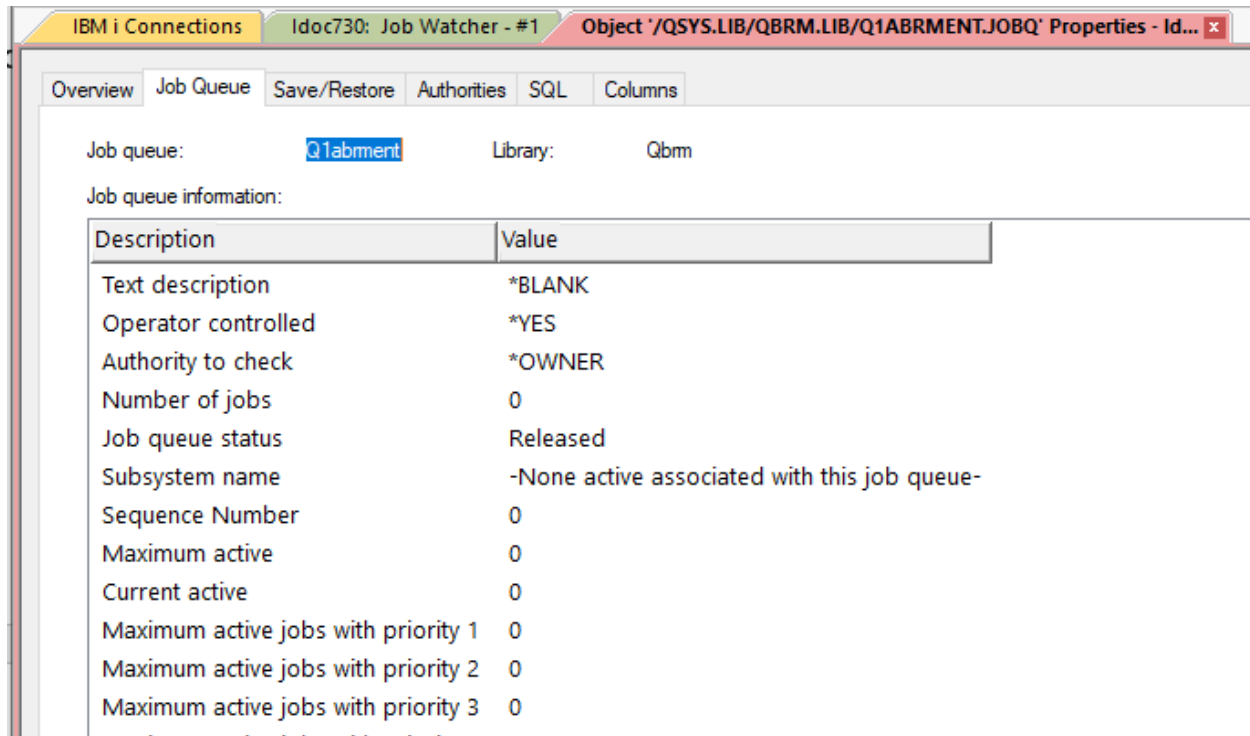 IBM i Connections Idoc730: Job Watcher - #1 Object '/QSYS.LIB/QBRM.LIB/Q1ABRMENT.JOBQ' Properties - Id... x
Overview Job Queue Save/Restore Authorities SQL Columns
Job queue: Q1abrment Library: Qbrm
Job queue information:
Description Value
Text description *BLANK
Operator controlled *YES
Authority to check *OWNER
Number of jobs 0
Job queue status Released
Subsystem name -None active associated with this job queue-
Sequence Number 0
Maximum active 0
Current active 0
Maximum active jobs with priority 1 0
Maximum active jobs with priority 2 0
Maximum active jobs with priority 3 0